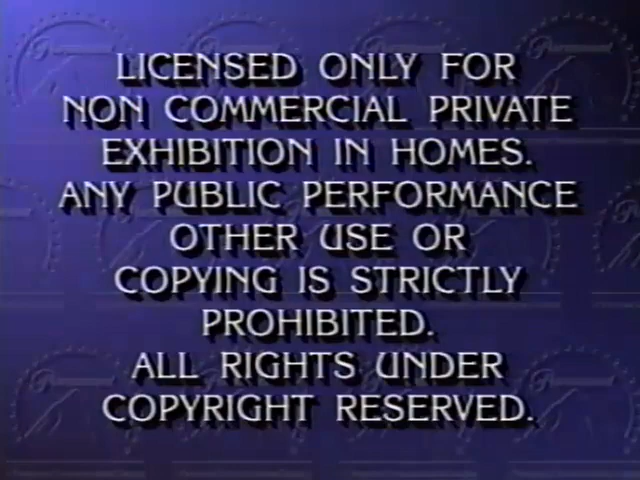 LICENSED ONLY FOR
NON COMMERCIAL PRIVATE
EXHIBITION IN HOMES.
ANY PUBLIC PERFORMANCE
OTHER USE OR
COPYING IS STRICTLY
PROHIBITED.
ALL RIGHTS UNDER
COPYRIGHT RESERVED.